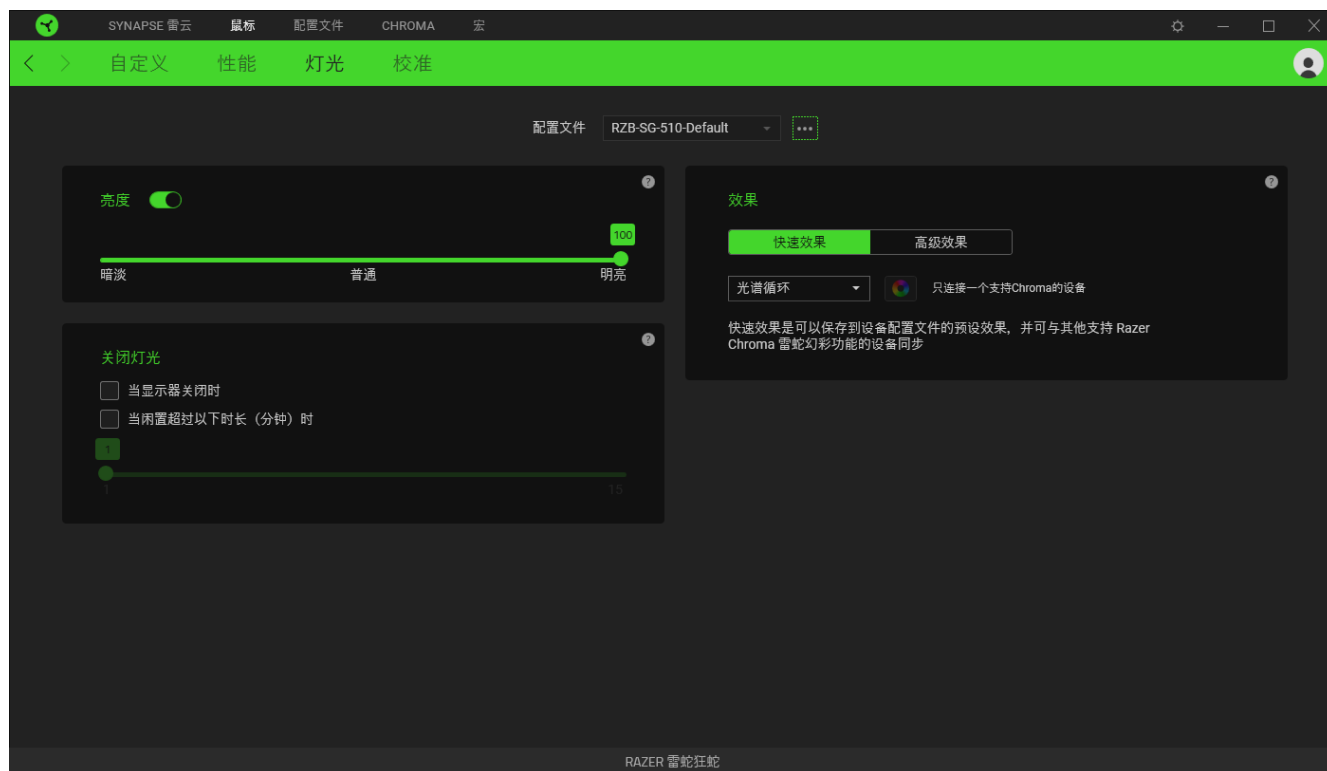 SYNAPSE 雷云 鼠标 配置文件 CHROMA 宏
自定义 性能 灯光 校准
配置文件 RZB-SG-510-Default
亮度
100
暗淡 普通 明亮
关闭灯光
当显示器关闭时
当闲置超过以下时长（分钟）时
1
1 15
效果
快速效果 高级效果
光谱循环 只连接一个支持Chroma的设备
快速效果是可以保存到设备配置文件的预设效果，并可与其他支持 Razer
Chroma 雷蛇幻彩功能的设备同步
RAZER 雷蛇狂蛇